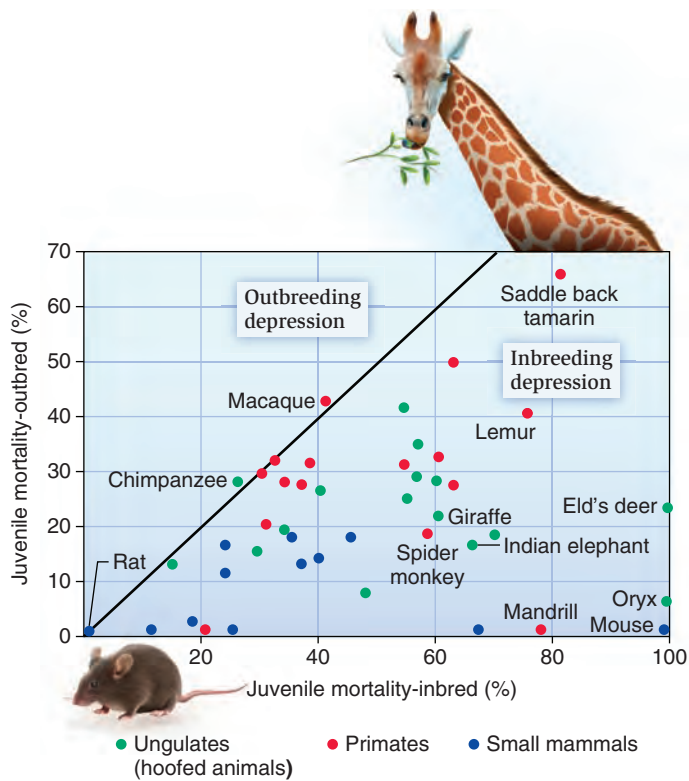 70
60
50
40
30
20
10
0
Juvenile mortality-outbred (%)
Outbreeding
depression
Saddle back
tamarin
Inbreeding
depression
Macaque
Lemur
Chimpanzee
Eld's deer
Giraffe
Indian elephant
Spider
monkey
Rat
Oryx
Mandrill
Mouse
20
40
60
80
100
Juvenile mortality-inbred (%)
Ungulates
(hoofed animals)
Primates
Small mammals